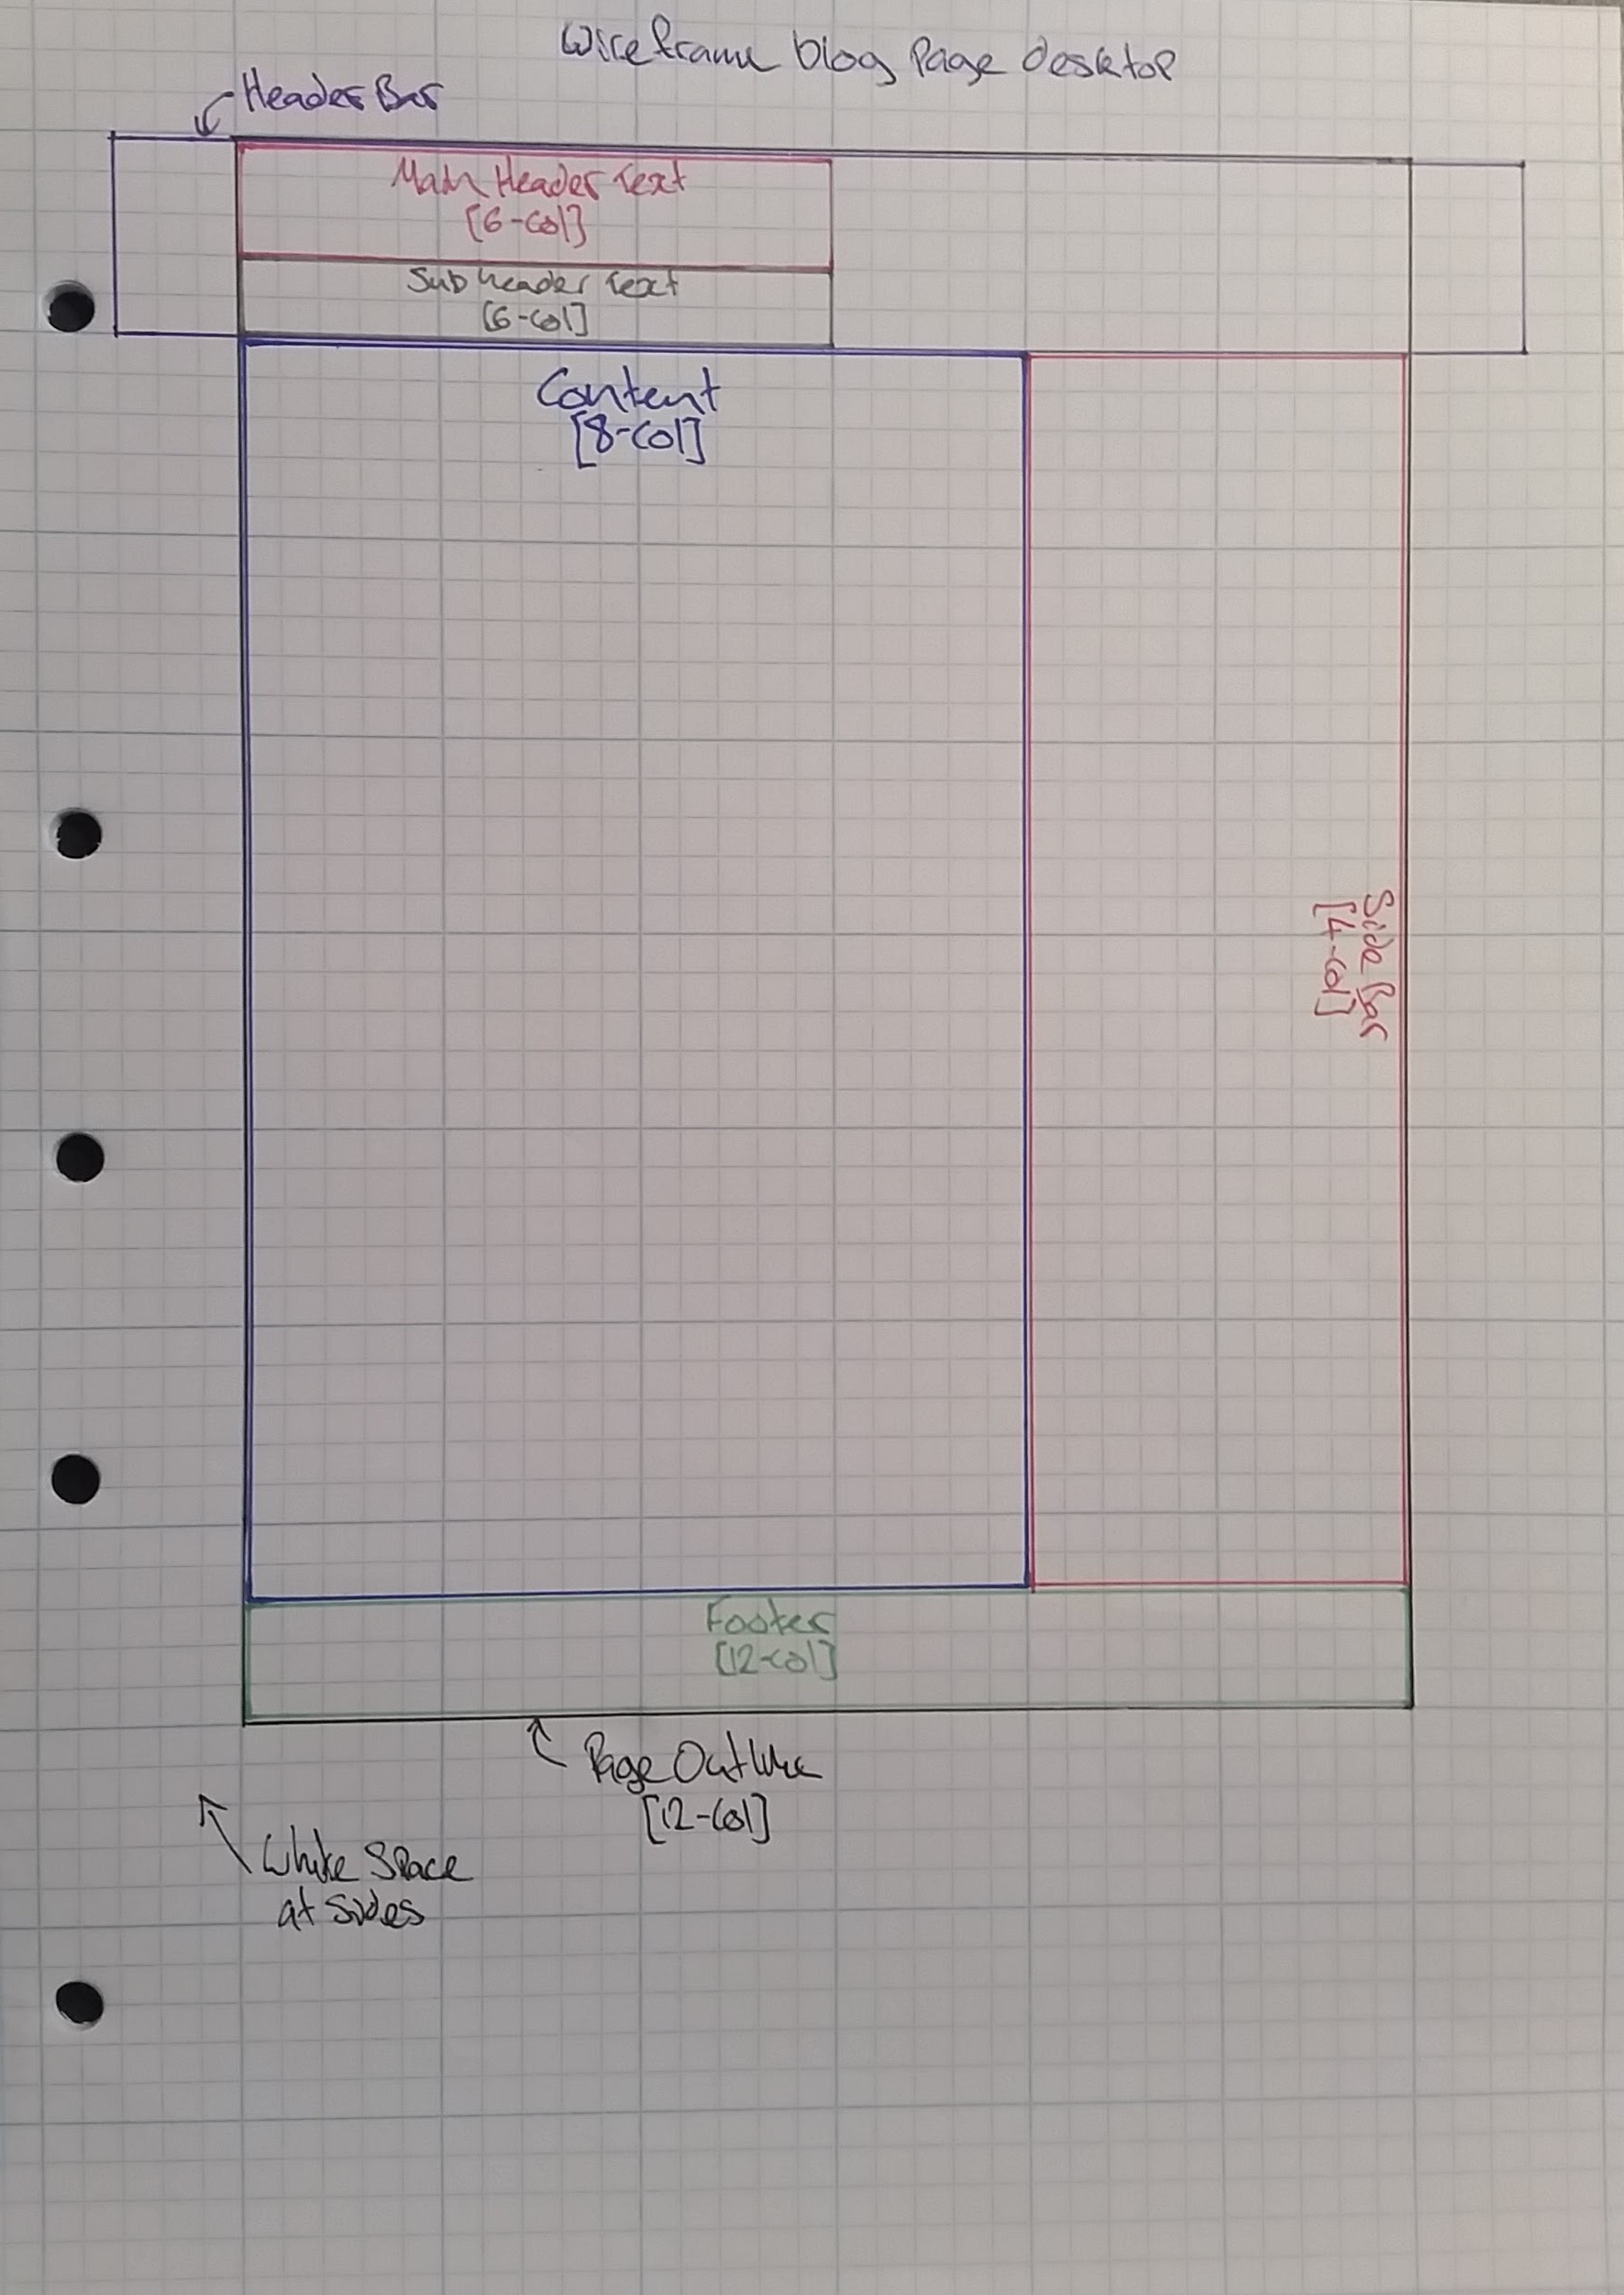 Wireframe blog Page desktop
Header Bar
Main Header Text
[6-Col]
Sub header Text
[6-Col]
Content
[8-Col]
Side Bar
[4-Col]
Footer
[12-Col]
Page Outline
[12-Col]
White Space
at Sides